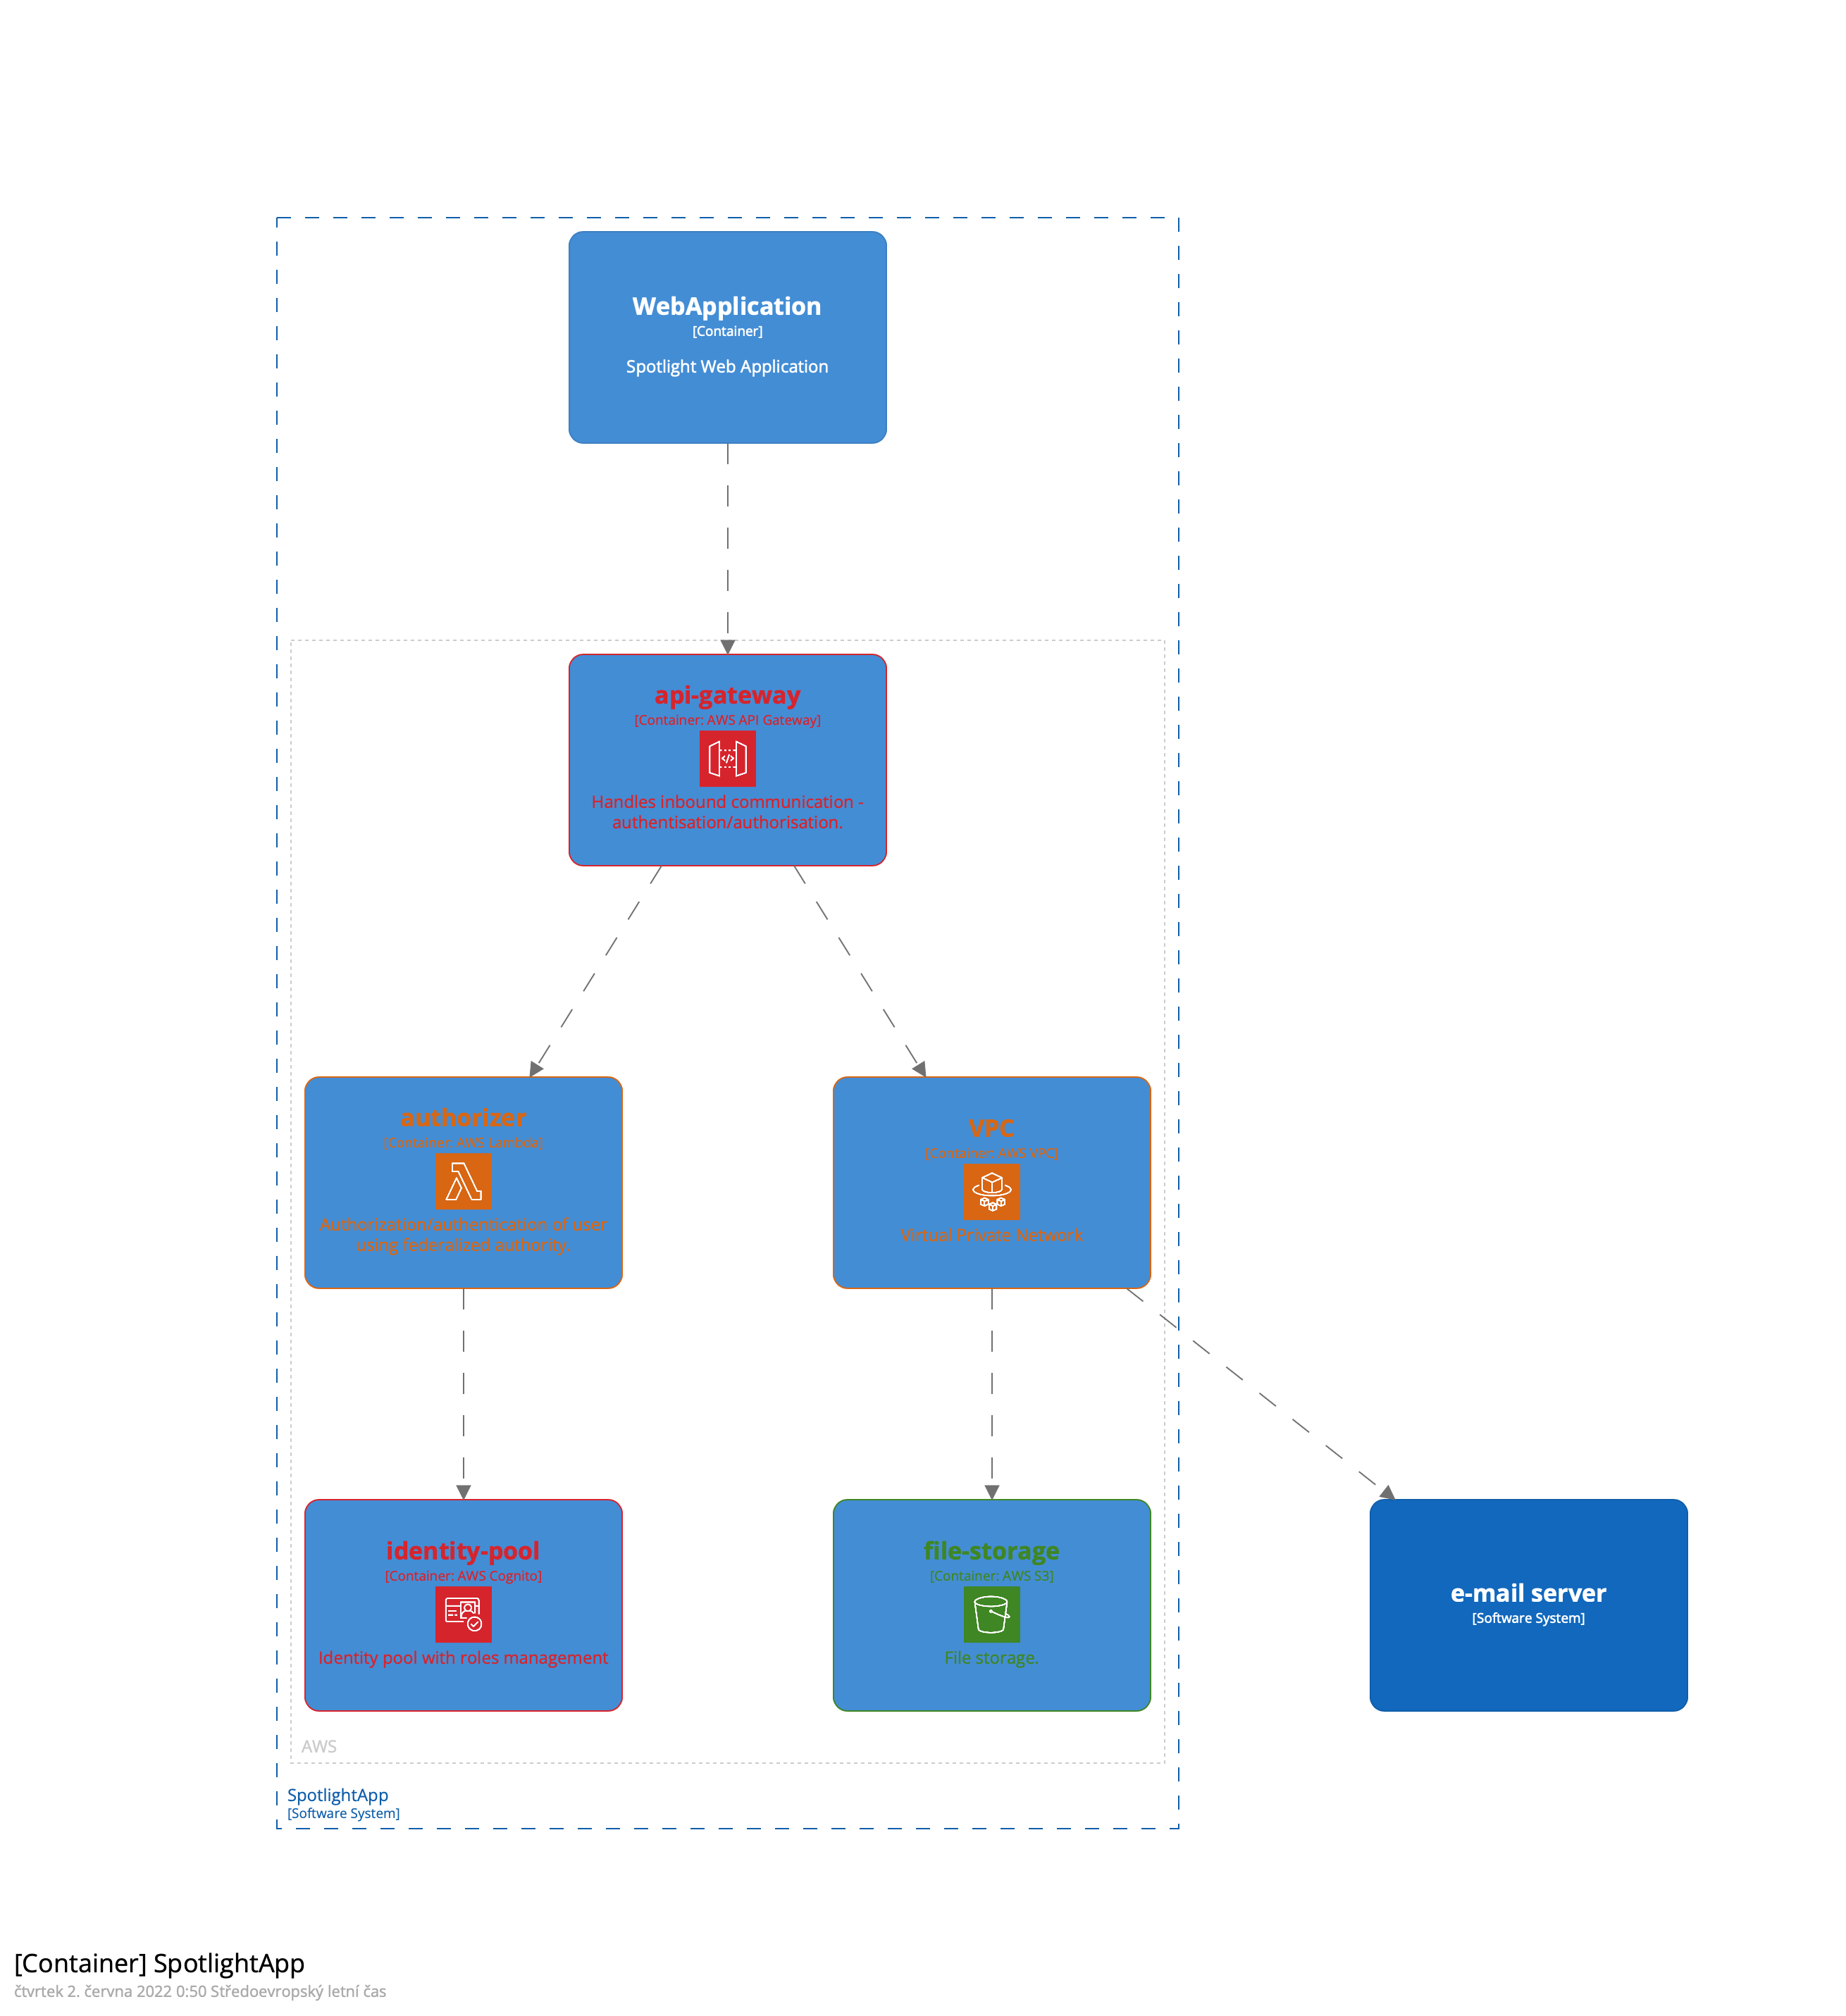 WebApplication
[Container]
Spotlight Web Application
api-gateway
[Container: AWS API Gateway]
Handles inbound communication -
authentisation/authorisation.
authorizer
[Container: AWS Lambda]
Authorization/authentication of user
using federalized authority.
VPC
[Container: AWS VPC]
Virtual Private Network
identity-pool
[Container: AWS Cognito]
Identity pool with roles management
file-storage
[Container: AWS S3]
File storage.
e-mail server
[Software System]
AWS
SpotlightApp
[Software System]
[Container] SpotlightApp
čtvrtek 2. června 2022 0:50 Středoevropský letní čas